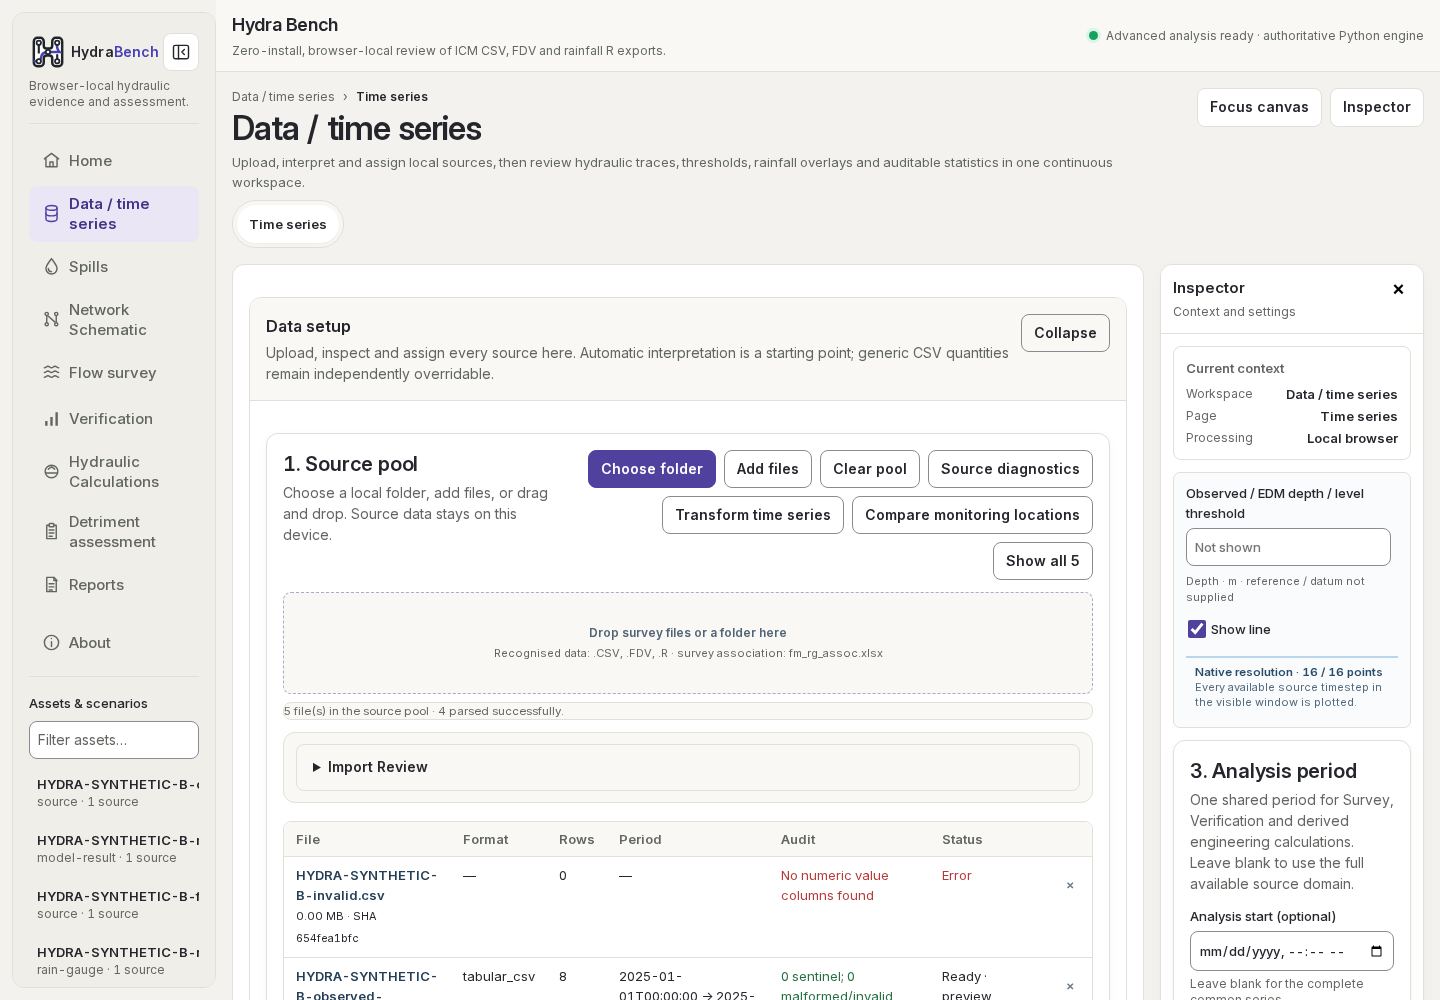 HydraBench
Browser-local hydraulic
evidence and assessment.
Home
Data / time
series
Spills
Network
Schematic
Flow survey
Verification
Hydraulic
Calculations
Detriment
assessment
Reports
About
Assets & scenarios
Filter assets…
HYDRA-SYNTHETIC-B-
source · 1 source
HYDRA-SYNTHETIC-B-
model-result · 1 source
HYDRA-SYNTHETIC-B-
source · 1 source
HYDRA-SYNTHETIC-B-
rain-gauge · 1 source
Hydra Bench
Zero-install, browser-local review of ICM CSV, FDV and rainfall R exports.
Advanced analysis ready · authoritative Python engine
Data / time series › Time series
Data / time series
Upload, interpret and assign local sources, then review hydraulic traces, thresholds, rainfall overlays and auditable statistics in one continuous
workspace.
Focus canvas
Inspector
Time series
Data setup
Upload, inspect and assign every source here. Automatic interpretation is a starting point; generic CSV quantities
remain independently overridable.
Collapse
1. Source pool
Choose a local folder, add files, or drag
and drop. Source data stays on this
device.
Choose folder
Add files
Clear pool
Source diagnostics
Transform time series
Compare monitoring locations
Show all 5
Drop survey files or a folder here
Recognised data: .CSV, .FDV, .R · survey association: fm_rg_assoc.xlsx
5 file(s) in the source pool · 4 parsed successfully.
▶ Import Review
File Format Rows Period Audit Status
HYDRA-SYNTHETIC-
B-invalid.csv
0.00 MB · SHA
654fea1bfc
—
0
—
No numeric value
columns found
Error
×
HYDRA-SYNTHETIC-
B-observed-
tabular_csv
8
2025-01-
01T00:00:00 → 2025-
0 sentinel; 0
malformed/invalid
Ready ·
preview
×
Inspector
Context and settings
×
Current context
Workspace Data / time series
Page Time series
Processing Local browser
Observed / EDM depth / level
threshold
Not shown
Depth · m · reference / datum not
supplied
Show line
Native resolution · 16 / 16 points
Every available source timestep in
the visible window is plotted.
3. Analysis period
One shared period for Survey,
Verification and derived
engineering calculations.
Leave blank to use the full
available source domain.
Analysis start (optional)
mm/dd/yyyy, --:-- --
Leave blank for the complete
common series